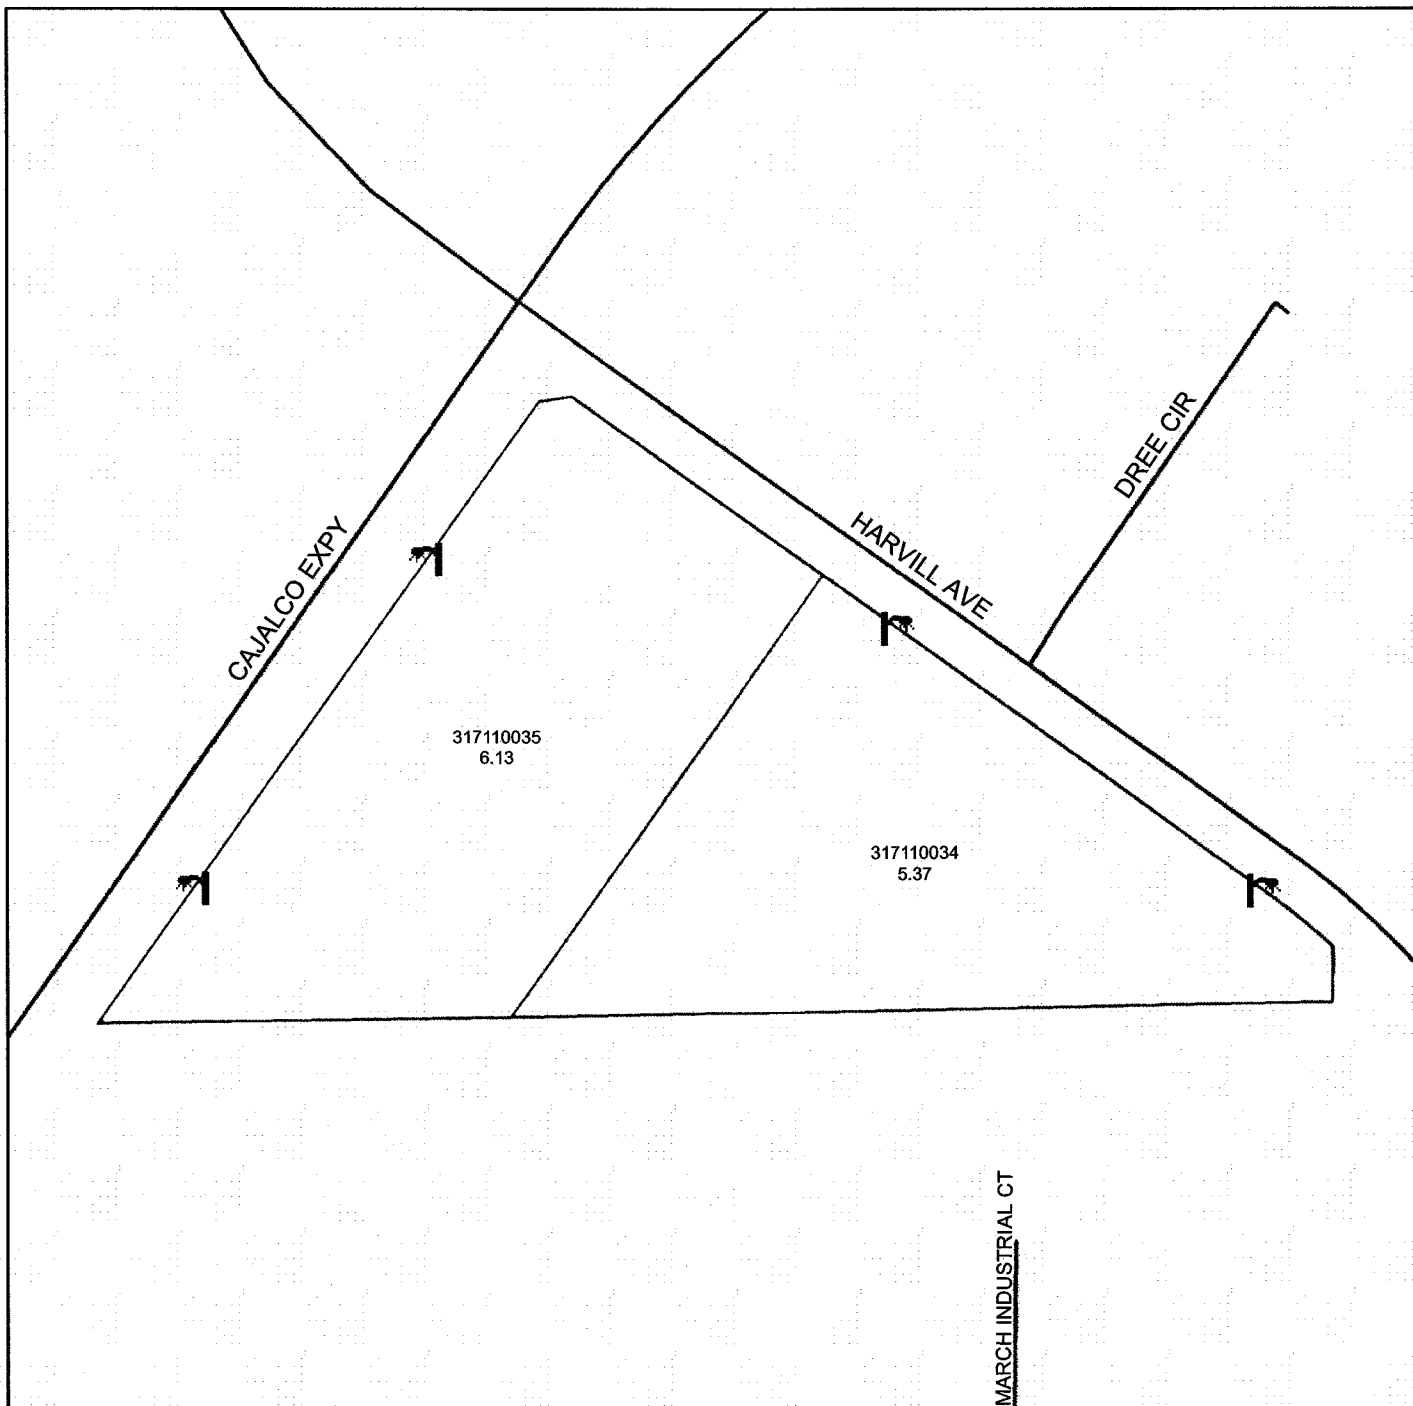 DREE CIR
CAJALCO EXPY
HARVILL AVE
317110035
6.13
317110034
5.37
MARCH INDUSTRIAL CT